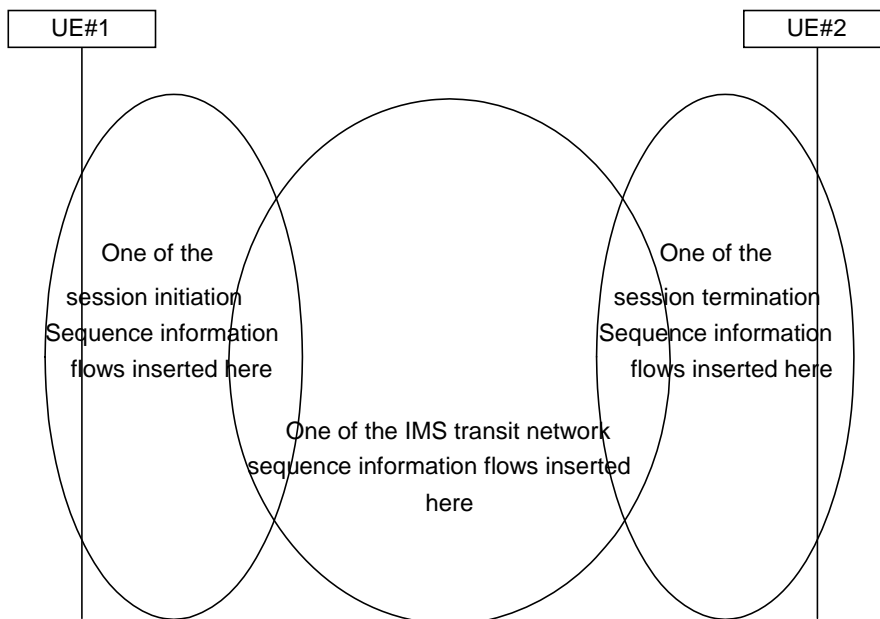 UE#1
UE#2
One of the
session initiation
Sequence information
flows inserted here
One of the
session termination
Sequence information
flows inserted here
One of the IMS transit network
sequence information flows inserted
here